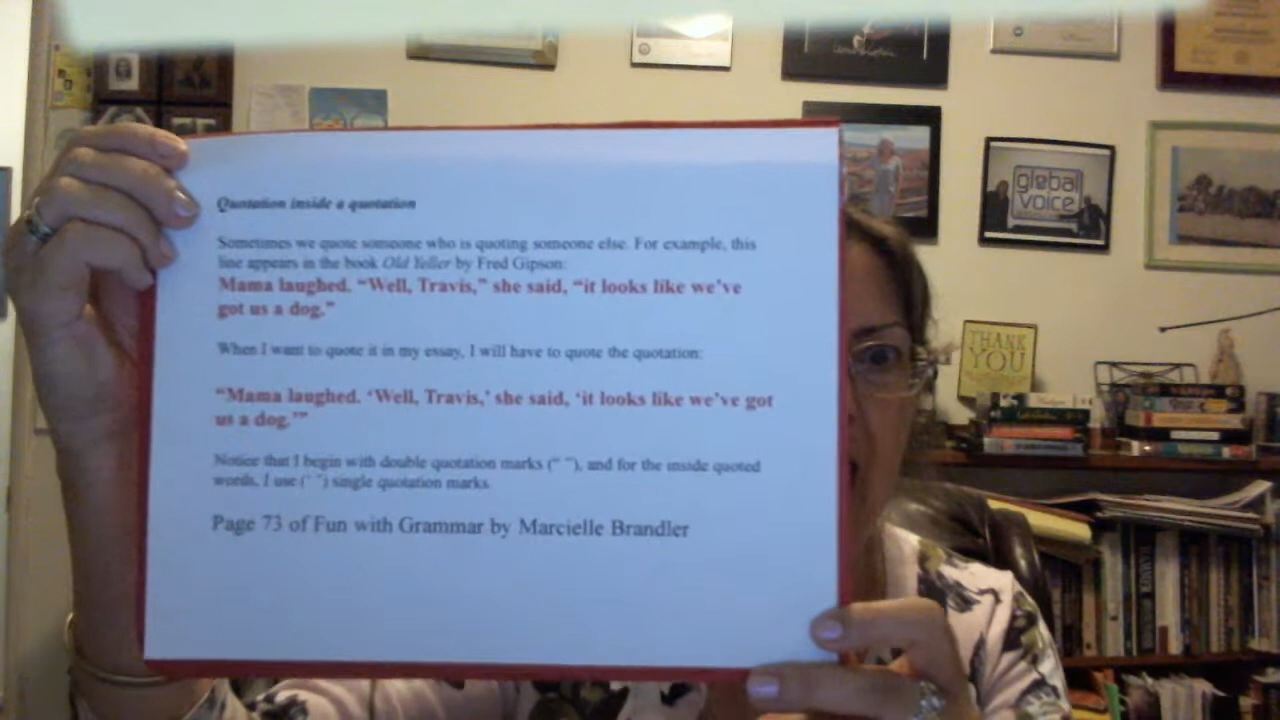 Quotation inside a quotation
Sometimes we quote someone who is quoting someone else. For example, this
line appears in the book Old Yeller by Fred Gipson:
Mama laughed. “Well, Travis,” she said, “it looks like we’ve
got us a dog.”
When I want to quote it in my essay, I will have to quote the quotation:
“Mama laughed. ‘Well, Travis,’ she said, ‘it looks like we’ve got
us a dog.’”
Notice that I begin with double quotation marks (“ ”), and for the inside quoted
words, I use (‘ ’) single quotation marks.
Page 73 of Fun with Grammar by Marcielle Brandler
global
voice
THANK
YOU